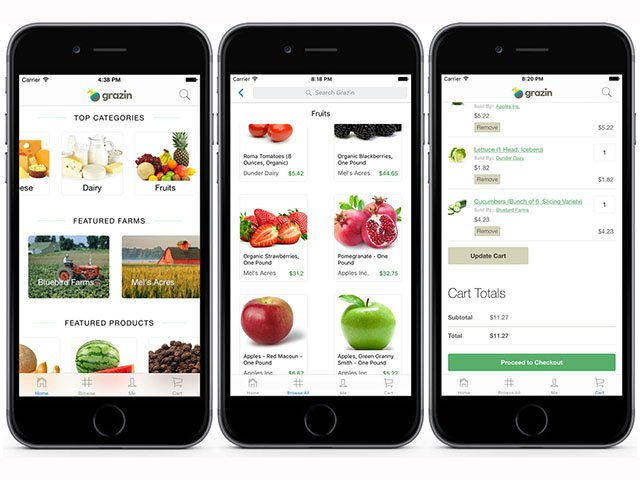 Carrier 4:38 PM
grazin
TOP CATEGORIES
Dairy
Fruits
FEATURED FARMS
Bluebird Farms
Mel's Acres
FEATURED PRODUCTS
Home
Browse
Me
Cart
Carrier 8:18 PM
Search Grazin
Fruits
Roma Tomatoes (8
Ounces, Organic)
Dunder Dairy $5.42
Organic Blackberries,
One Pound
Mel's Acres $44.65
Organic Strawberries,
One Pound
Mel's Acres $31.2
Pomegranate - One
Pound
Apples Inc. $32.75
Apples - Red Macoun -
One Pound
Apples Inc. $6.62
Apples, Green Granny
Smith - One Pound
Apples Inc. $5.22
Home
Browse All
Me
Cart
Carrier 8:20 PM
grazin
Sold By: Apples Inc.
$5.22
Remove $5.22
Lettuce (1 Head, Iceberg) 1
Sold By: Dunder Dairy
$1.82
Remove $1.82
Cucumbers (Bunch of 6, Slicing Variety) 1
Sold By: Bluebird Farms
$4.23
Remove $4.23
Update Cart
Cart Totals
Subtotal $11.27
Total $11.27
Proceed to Checkout
Home
Browse All
Me
Cart